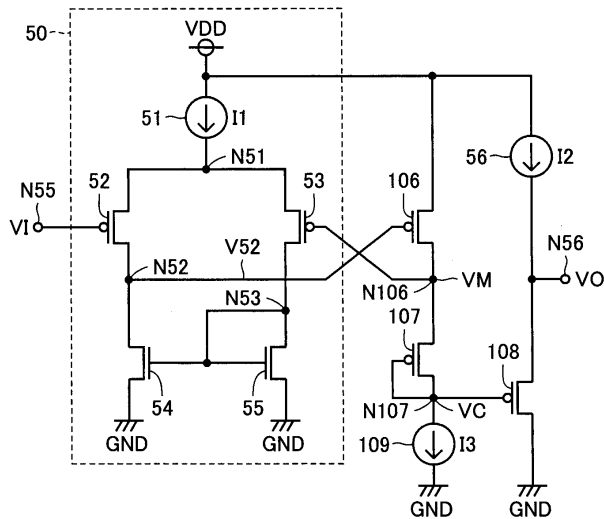 50
VDD
51
I1
N51
N55
VI
52
53
106
56
I2
N52
V52
N53
N106
VM
N56
VO
107
54
55
GND
GND
N107
VC
108
109
I3
GND
GND